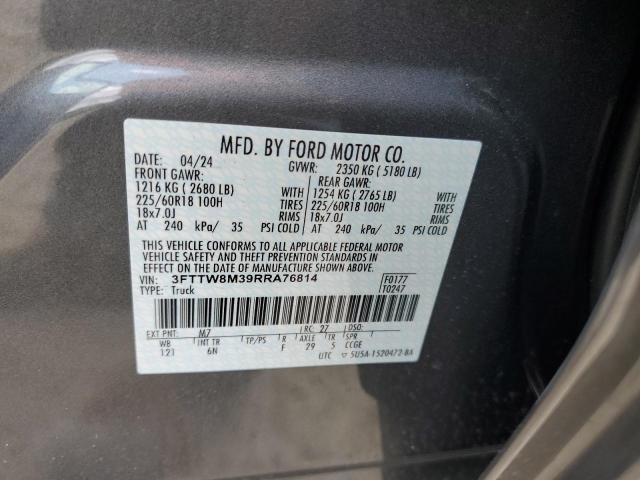 MFD. BY FORD MOTOR CO.
DATE: 04/24 GVWR: 2350 KG ( 5180 LB)
FRONT GAWR: REAR GAWR:
1216 KG ( 2680 LB) WITH 1254 KG ( 2765 LB) WITH
225/60R18 100H TIRES 225/60R18 100H TIRES
18x7.0J RIMS 18x7.0J RIMS
AT 240 kPa/ 35 PSI COLD AT 240 kPa/ 35 PSI COLD
THIS VEHICLE CONFORMS TO ALL APPLICABLE FEDERAL MOTOR
VEHICLE SAFETY AND THEFT PREVENTION STANDARDS IN
EFFECT ON THE DATE OF MANUFACTURE SHOWN ABOVE.
VIN: 3FTTW8M39RRA76814 F0177
TYPE: Truck T0247
EXT PNT: M7 RC: 27 DSO:
WB INT TR TP/PS R AXLE TR SPR
121 6N F 29 5 CCGE
UTC 5U5A-1520472-BA